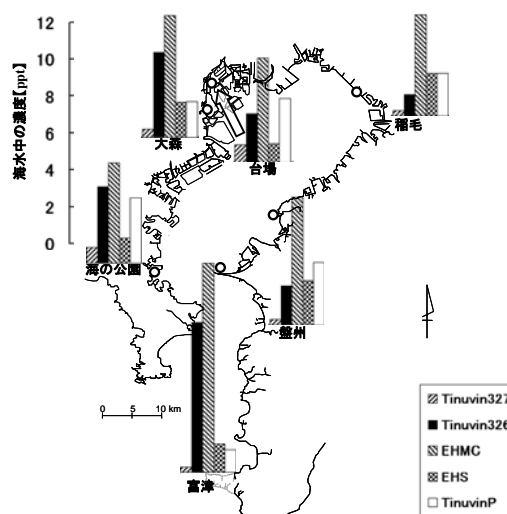 海水中の濃度【ppt】
12
10
8
6
4
2
0
大森
台場
稲毛
海の公園
盤州
富津
0 5 10 km
Tinuvin327
Tinuvin326
EHMC
EHS
TinuvinP